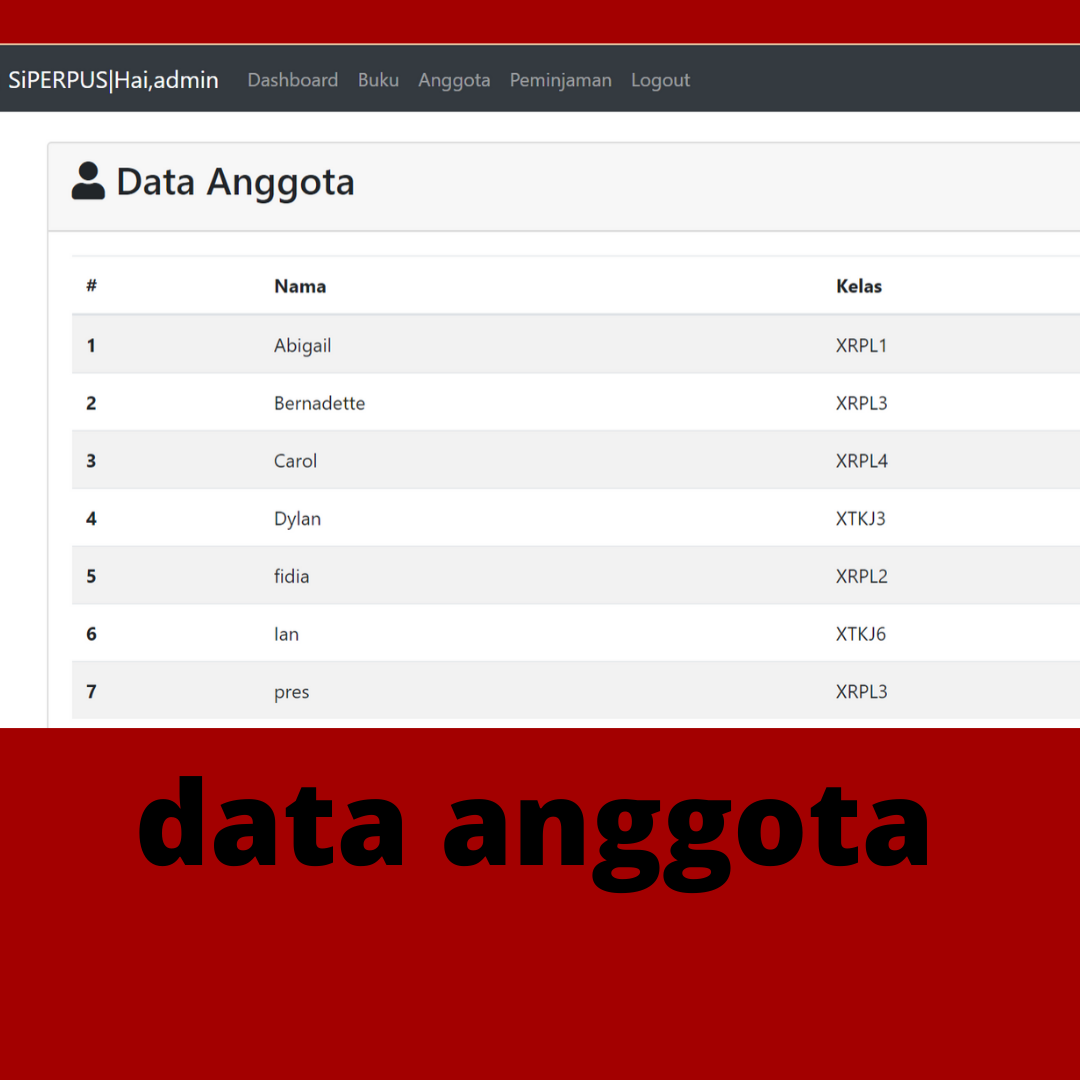 SiPERPUS|Hai,admin Dashboard Buku Anggota Peminjaman Logout
Data Anggota
# Nama Kelas
1 Abigail XRPL1
2 Bernadette XRPL3
3 Carol XRPL4
4 Dylan XTKJ3
5 fidia XRPL2
6 Ian XTKJ6
7 pres XRPL3
data anggota